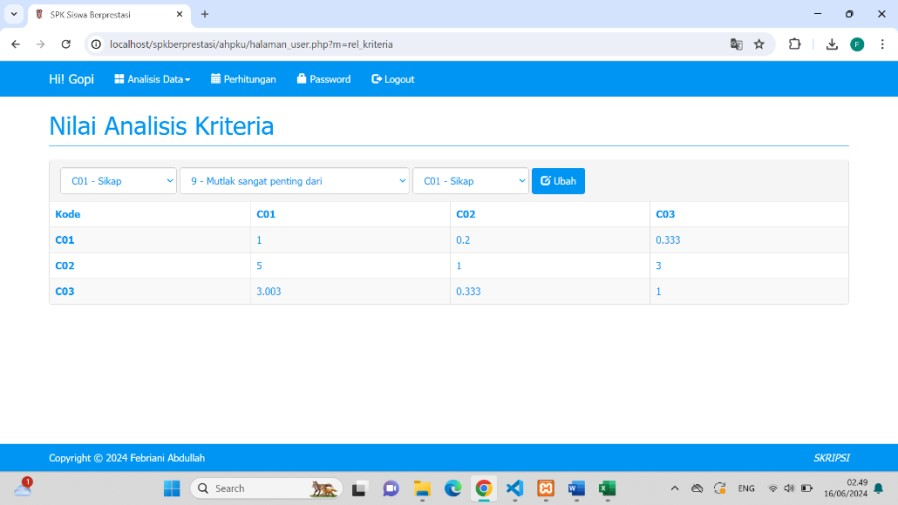 SPK Siswa Berprestasi
localhost/spkberprestasi/ahpku/halaman_user.php?m=rel_kriteria
F
Hi! Gopi Analisis Data Perhitungan Password Logout
Nilai Analisis Kriteria
C01 - Sikap 9 - Mutlak sangat penting dari C01 - Sikap Ubah
Kode C01 C02 C03
C01 1 0.2 0.333
C02 5 1 3
C03 3.003 0.333 1
Copyright © 2024 Febriani Abdullah SKRIPSI
1 Search ENG 02.49
16/06/2024